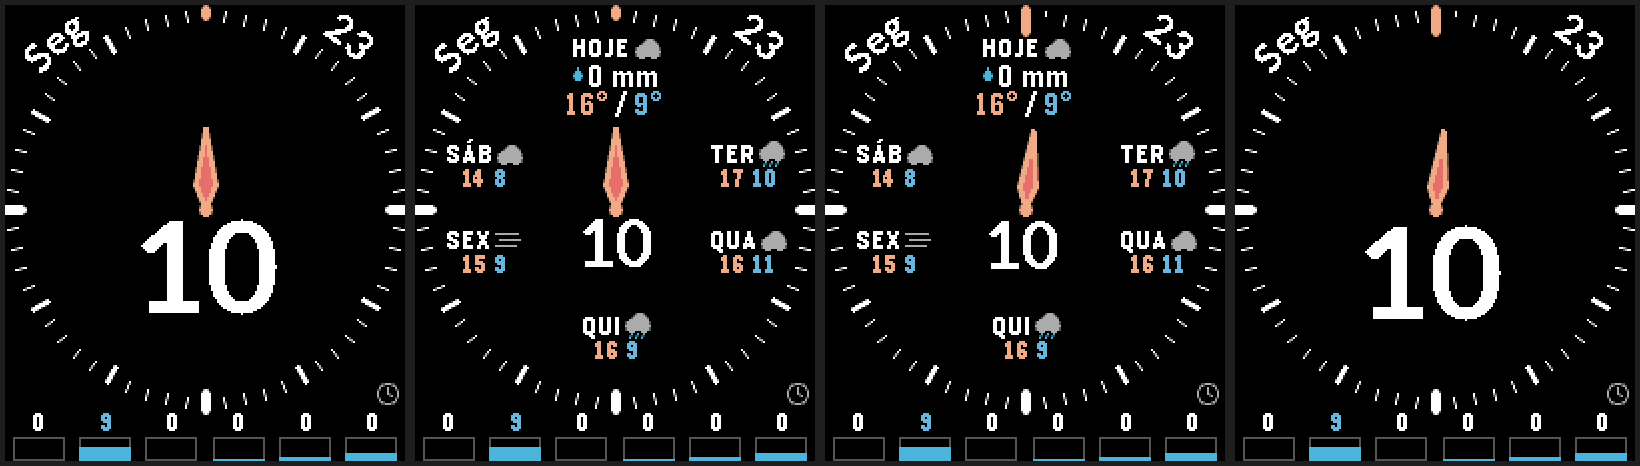 Seg 23
10
0 9 0 0 0 0
Seg 23
HOJE
0 mm
16°/9°
SÁB
14 8
TER
17 10
SEX
15 9
10
QUA
16 11
QUI
16 9
0 9 0 0 0 0
Seg 23
HOJE
0 mm
16°/9°
SÁB
14 8
TER
17 10
SEX
15 9
10
QUA
16 11
QUI
16 9
0 9 0 0 0 0
Seg 23
10
0 9 0 0 0 0